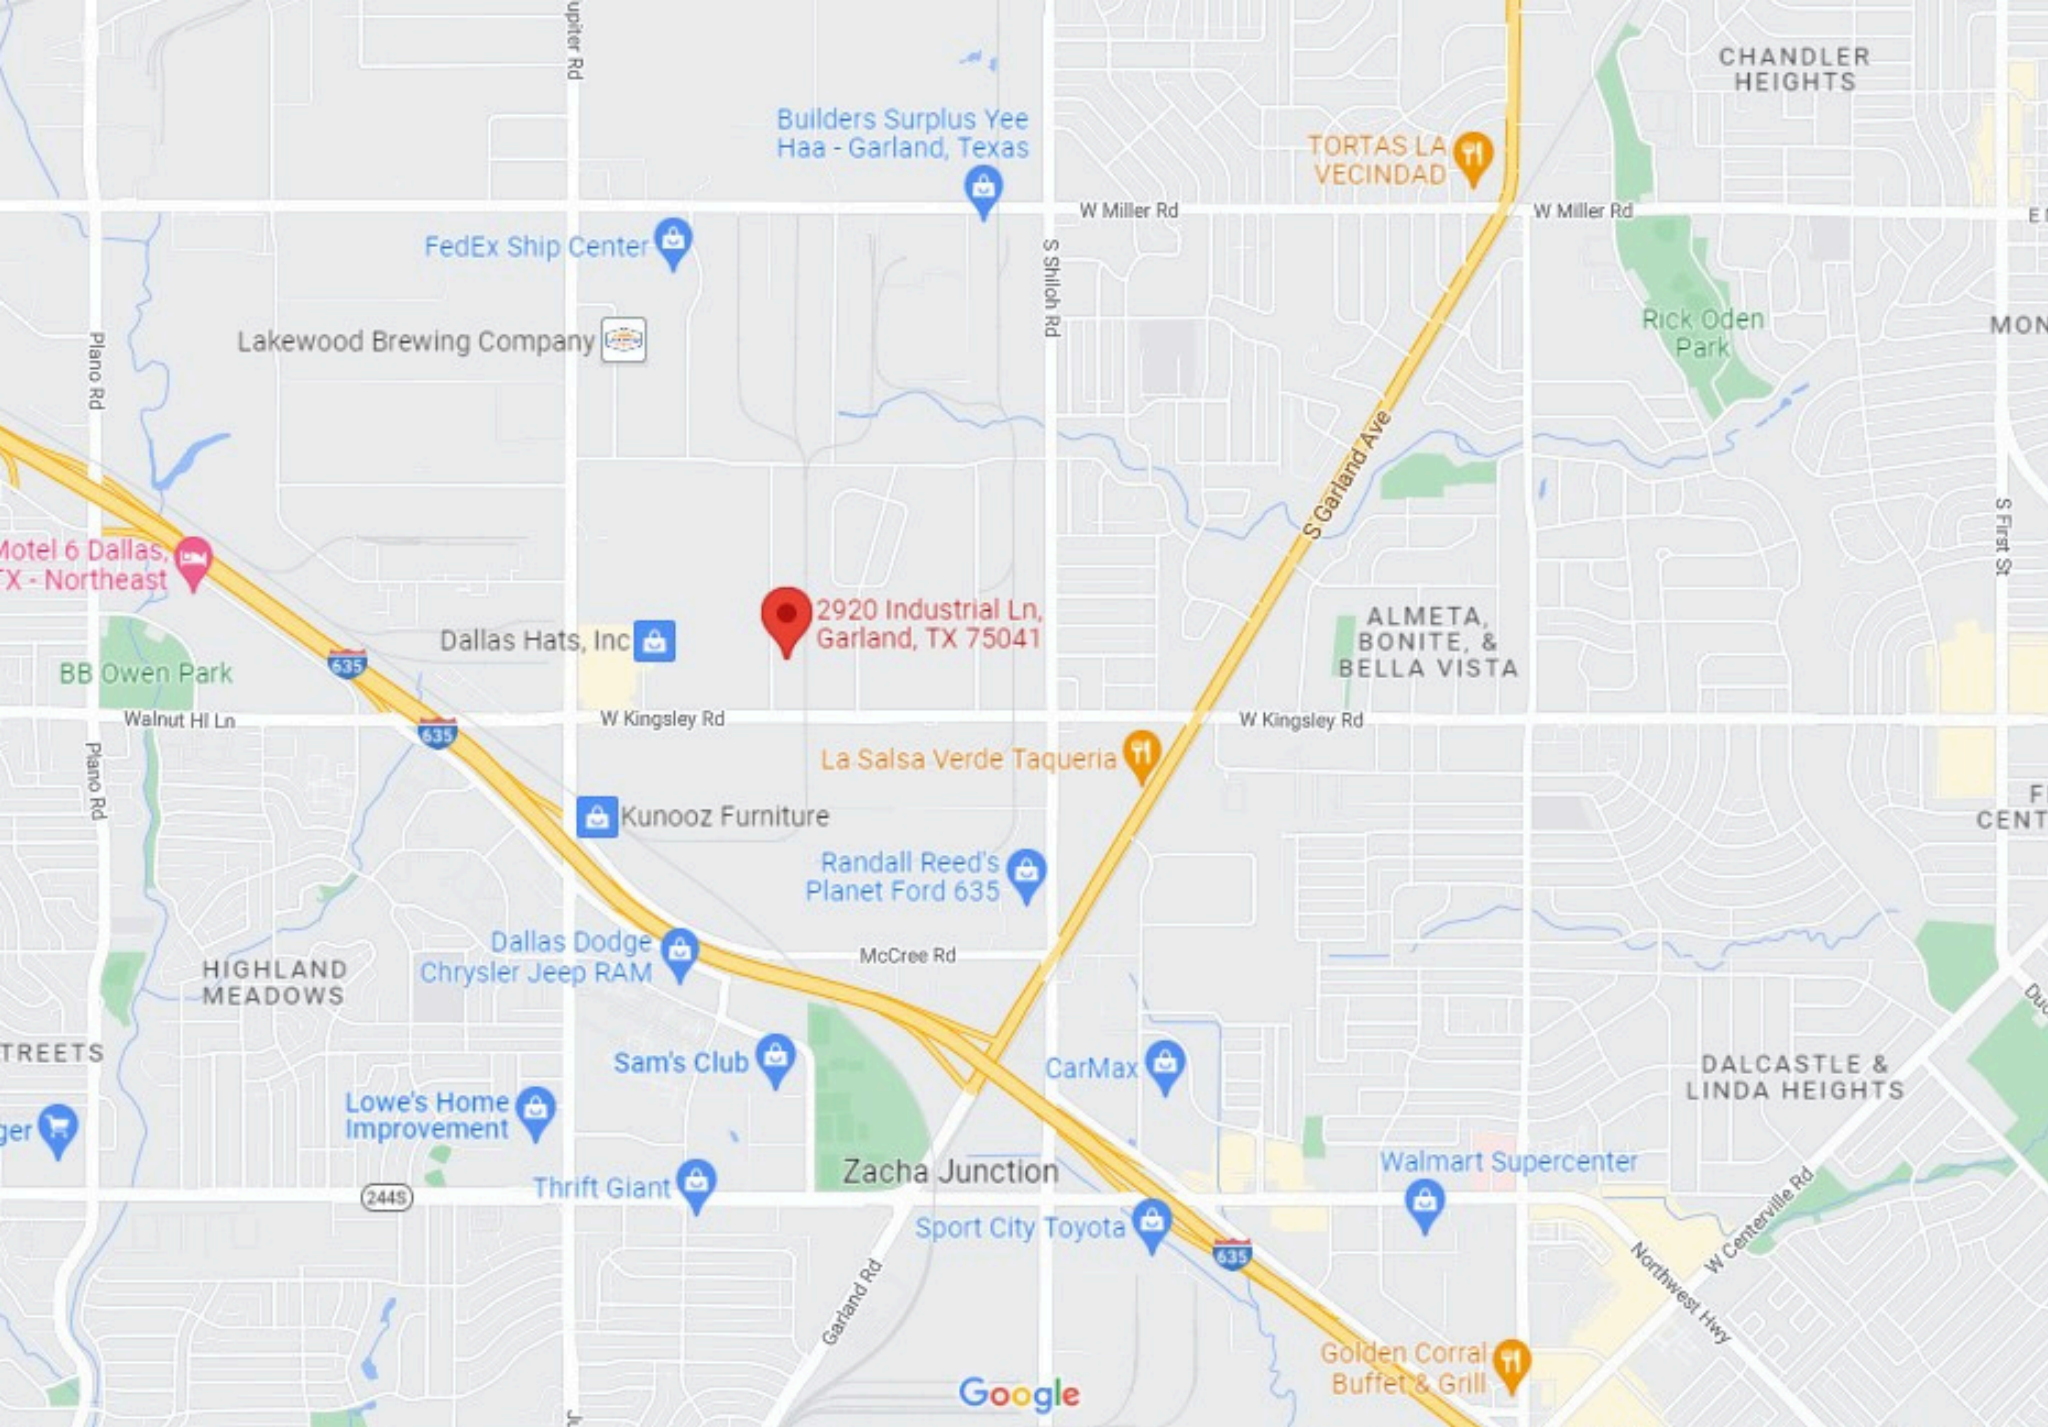 upiter Rd
CHANDLER
HEIGHTS
Builders Surplus Yee
Haa - Garland, Texas
TORTAS LA
VECINDAD
W Miller Rd
W Miller Rd
FedEx Ship Center
S Shiloh Rd
Rick Oden
Park
MON
Lakewood Brewing Company
Plano Rd
S Garland Ave
S First St
Motel 6 Dallas,
TX - Northeast
2920 Industrial Ln,
Garland, TX 75041
ALMETA,
BONITE, &
BELLA VISTA
Dallas Hats, Inc
BB Owen Park
635
Walnut Hl Ln
635
W Kingsley Rd
W Kingsley Rd
Plano Rd
La Salsa Verde Taqueria
Kunooz Furniture
CENT
Randall Reed's
Planet Ford 635
Dallas Dodge
Chrysler Jeep RAM
McCree Rd
HIGHLAND
MEADOWS
TREETS
Sam's Club
CarMax
DALCASTLE &
LINDA HEIGHTS
Lowe's Home
Improvement
ger
Walmart Supercenter
Zacha Junction
Thrift Giant
244S
Sport City Toyota
635
W Centerville Rd
Northwest Hwy
Garland Rd
Golden Corral
Buffet & Grill
Google